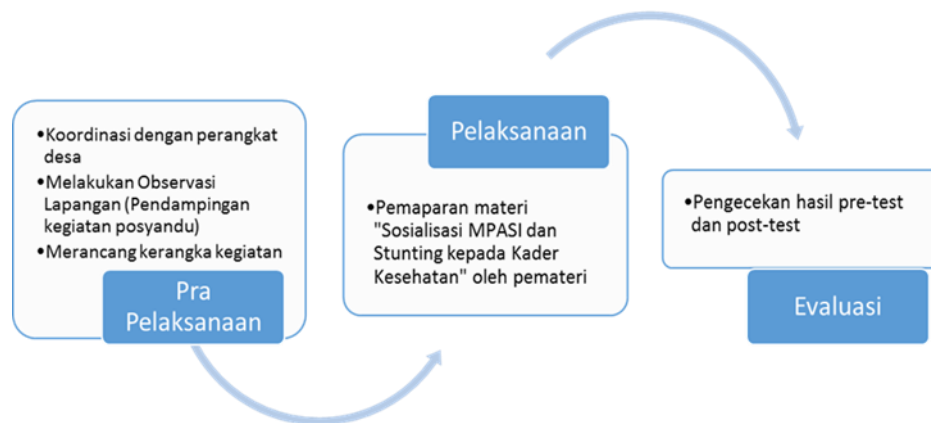 •Koordinasi dengan perangkat
desa
•Melakukan Observasi
Lapangan (Pendampingan
kegiatan posyandu)
•Merancang kerangka kegiatan
Pra
Pelaksanaan
Pelaksanaan
•Pemaparan materi
"Sosialisasi MPASI dan
Stunting kepada Kader
Kesehatan" oleh pemateri
•Pengecekan hasil pre-test
dan post-test
Evaluasi